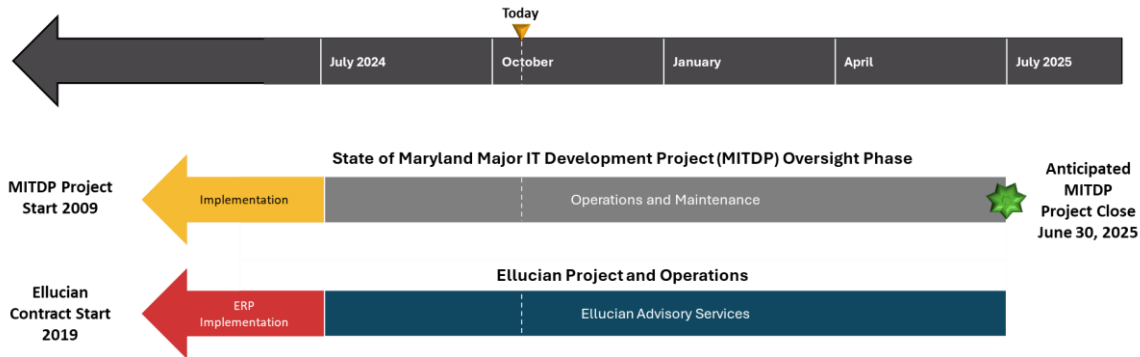 Today
July 2024
October
January
April
July 2025
State of Maryland Major IT Development Project (MITDP) Oversight Phase
MITDP Project
Start 2009
Implementation
Operations and Maintenance
Anticipated
MITDP
Project Close
June 30, 2025
Ellucian Project and Operations
Ellucian
Contract Start
2019
ERP
Implementation
Ellucian Advisory Services